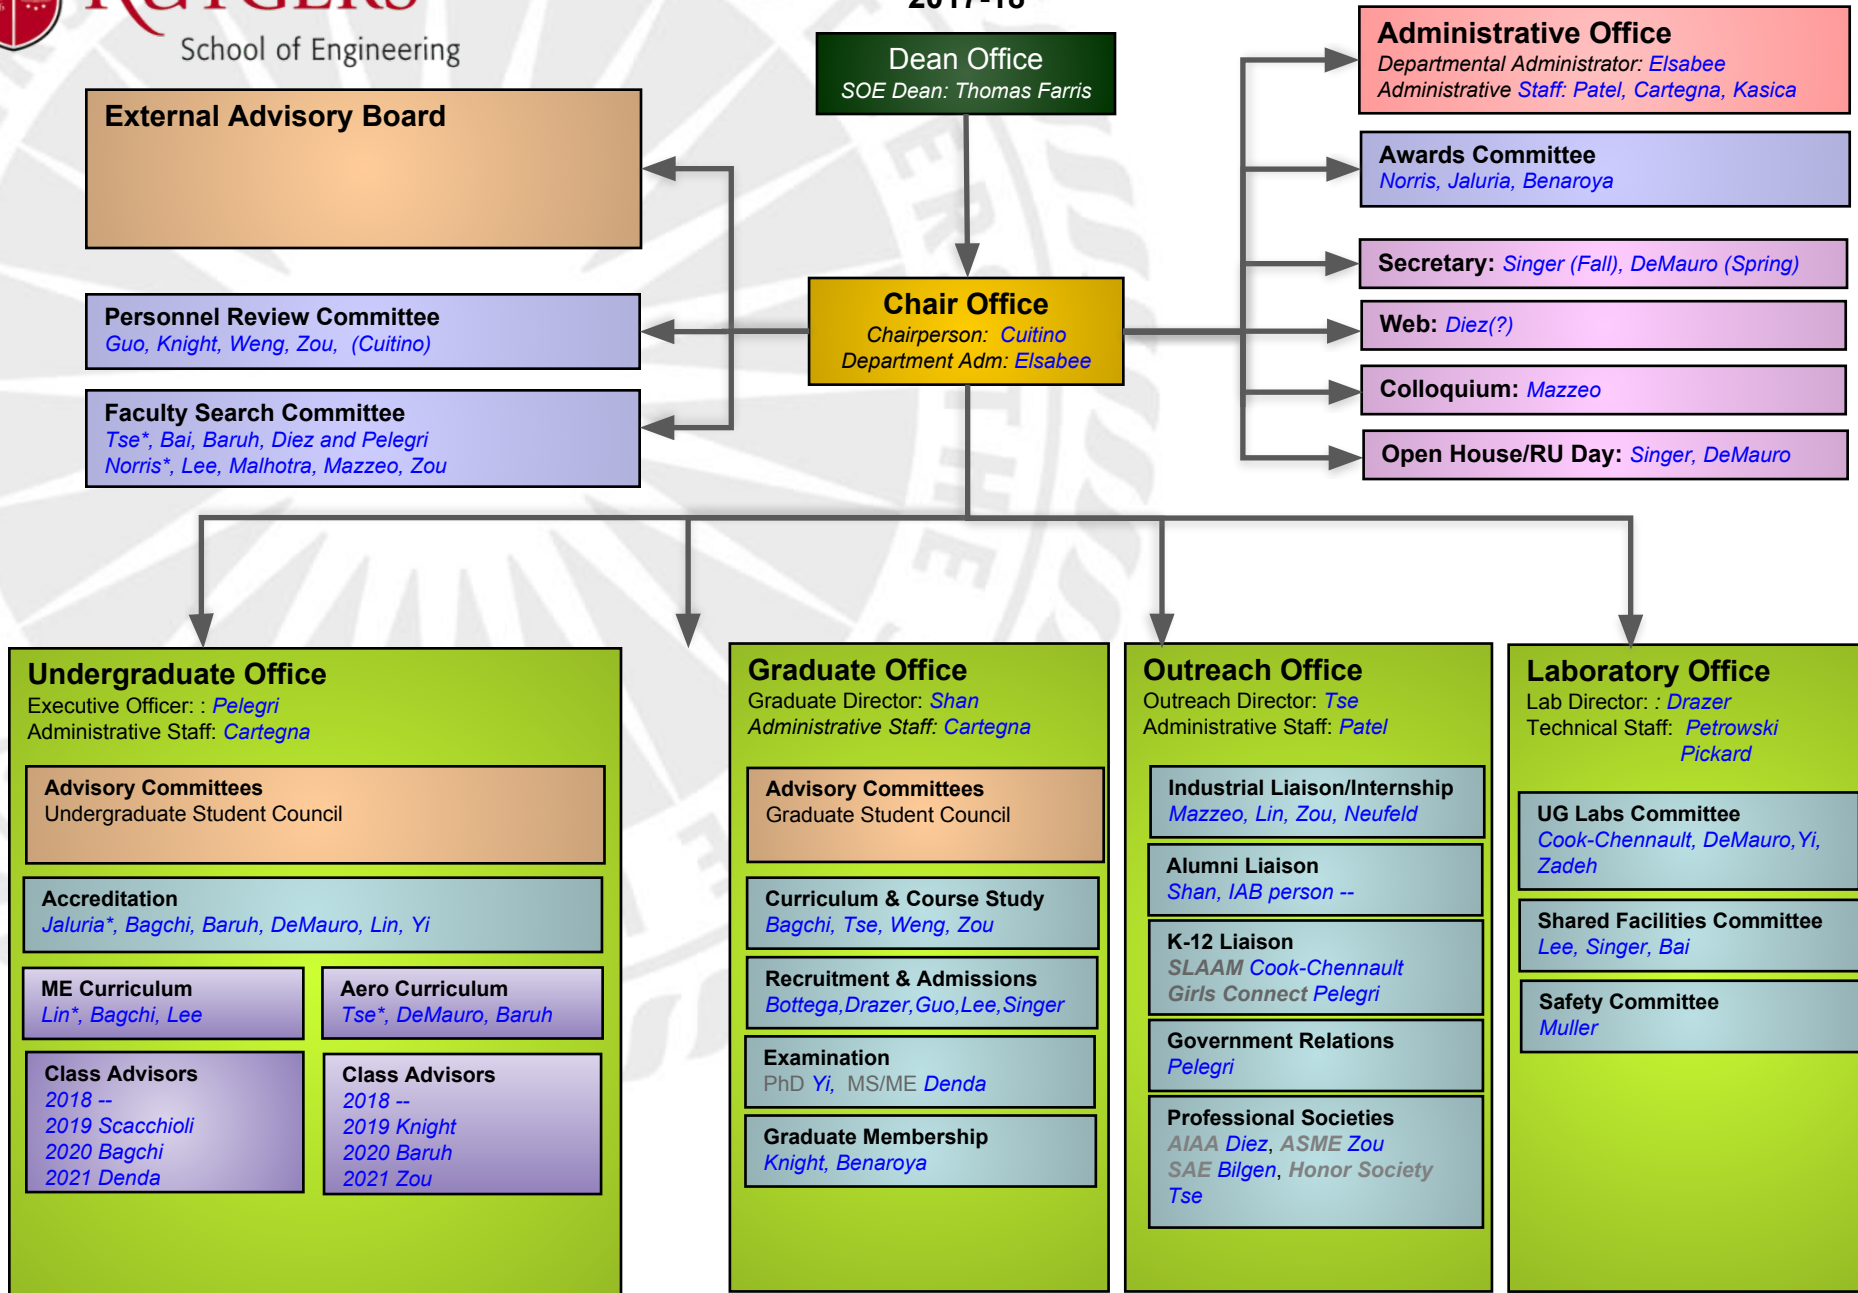 RUTGERS
School of Engineering
2017-18
Dean Office
SOE Dean: Thomas Farris
External Advisory Board
Personnel Review Committee
Guo, Knight, Weng, Zou,  (Cuitino)
Faculty Search Committee
Tse*, Bai, Baruh, Diez and Pelegri
Norris*, Lee, Malhotra, Mazzeo, Zou
Chair Office
Chairperson:  Cuitino
Department Adm: Elsabee
Administrative Office
Departmental Administrator: Elsabee
Administrative Staff: Patel, Cartegna, Kasica
Awards Committee
Norris, Jaluria, Benaroya
Secretary: Singer (Fall), DeMauro (Spring)
Web: Diez(?)
Colloquium: Mazzeo
Open House/RU Day: Singer, DeMauro
Undergraduate Office
Executive Officer: : Pelegri
Administrative Staff: Cartegna
Advisory Committees
Undergraduate Student Council
Accreditation
Jaluria*, Bagchi, Baruh, DeMauro, Lin, Yi
ME Curriculum
Lin*, Bagchi, Lee
Aero Curriculum
Tse*, DeMauro, Baruh
Class Advisors
2018 --
2019 Scacchioli
2020 Bagchi
2021 Denda
Class Advisors
2018 --
2019 Knight
2020 Baruh
2021 Zou
Graduate Office
Graduate Director: Shan
Administrative Staff: Cartegna
Advisory Committees
Graduate Student Council
Curriculum & Course Study
Bagchi, Tse, Weng, Zou
Recruitment & Admissions
Bottega,Drazer,Guo,Lee,Singer
Examination
PhD Yi,  MS/ME Denda
Graduate Membership
Knight, Benaroya
Outreach Office
Outreach Director: Tse
Administrative Staff: Patel
Industrial Liaison/Internship
Mazzeo, Lin, Zou, Neufeld
Alumni Liaison
Shan, IAB person --
K-12 Liaison
SLAAM Cook-Chennault
Girls Connect Pelegri
Government Relations
Pelegri
Professional Societies
AIAA Diez, ASME Zou
SAE Bilgen, Honor Society
Tse
Laboratory Office
Lab Director: : Drazer
Technical Staff:  Petrowski
Pickard
UG Labs Committee
Cook-Chennault, DeMauro,Yi,
Zadeh
Shared Facilities Committee
Lee, Singer, Bai
Safety Committee
Muller